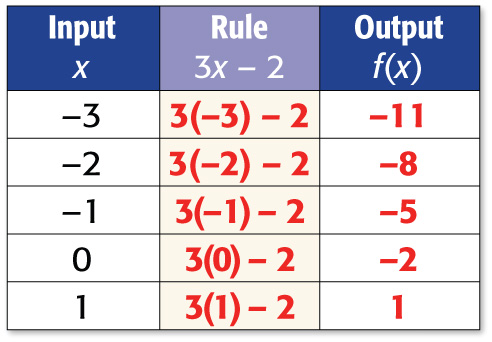 Input Rule Output
x 3x – 2 f(x)
–3 3(–3) – 2 –11
–2 3(–2) – 2 –8
–1 3(–1) – 2 –5
0 3(0) – 2 –2
1 3(1) – 2 1